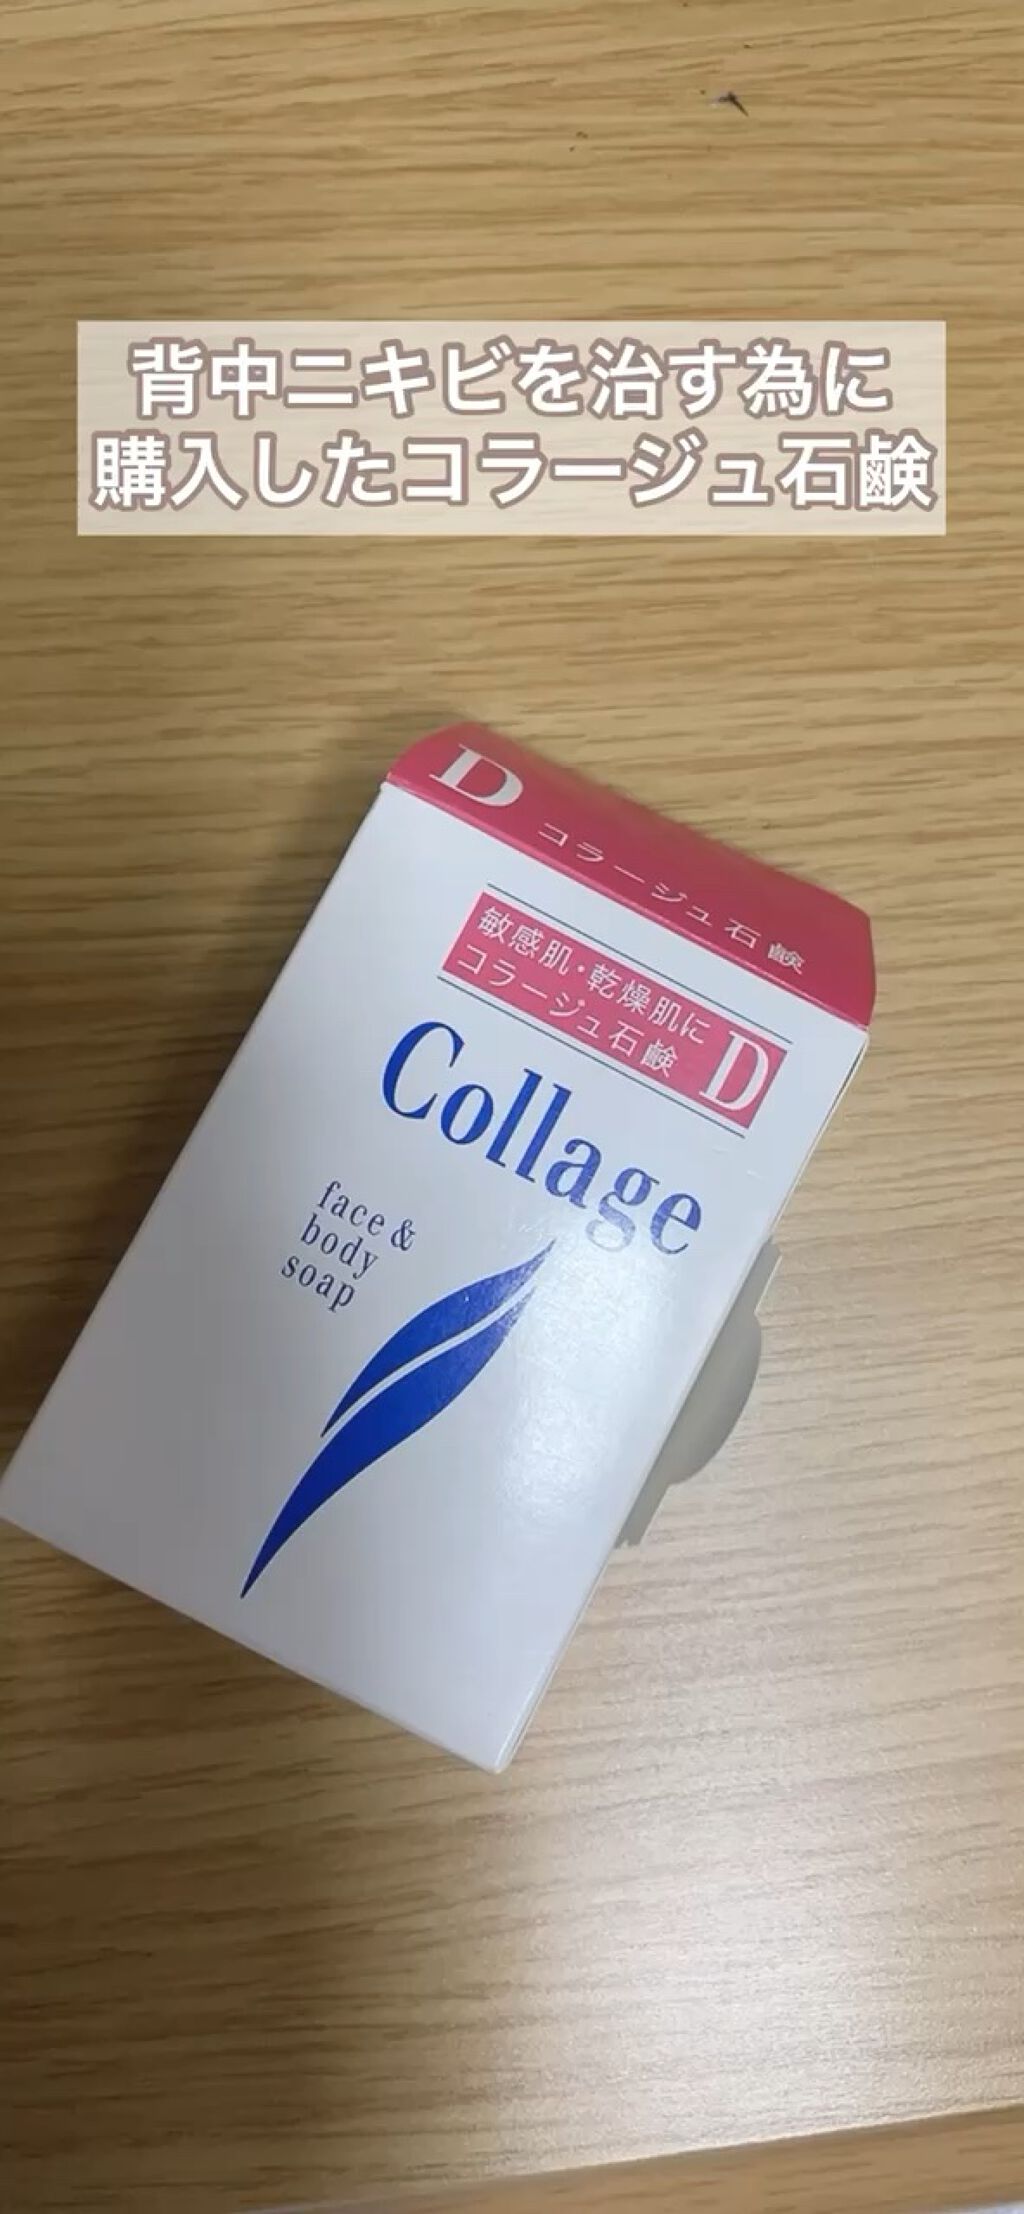 背中ニキビを治す為に
購入したコラージュ石鹸
D コラージュ石鹸
敏感肌・乾燥肌に
コラージュ石鹸 D
Collage
face &
body
soap